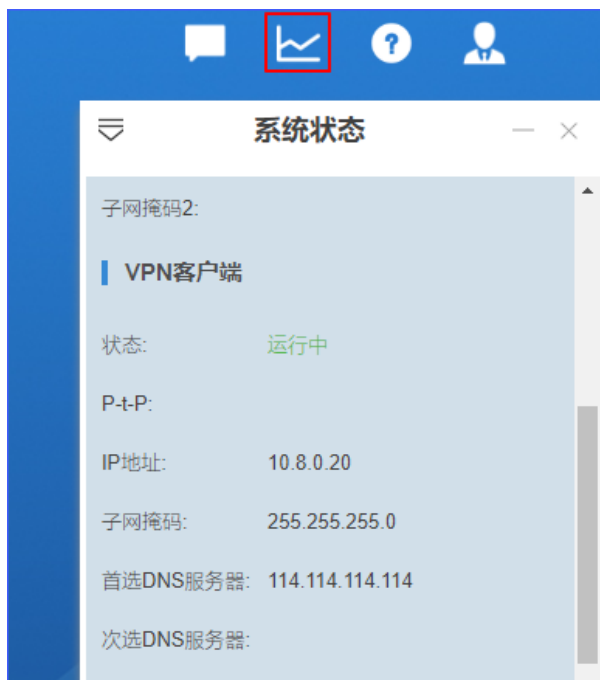 系统状态
子网掩码2:
VPN客户端
状态: 运行中
P-t-P:
IP地址: 10.8.0.20
子网掩码: 255.255.255.0
首选DNS服务器: 114.114.114.114
次选DNS服务器: